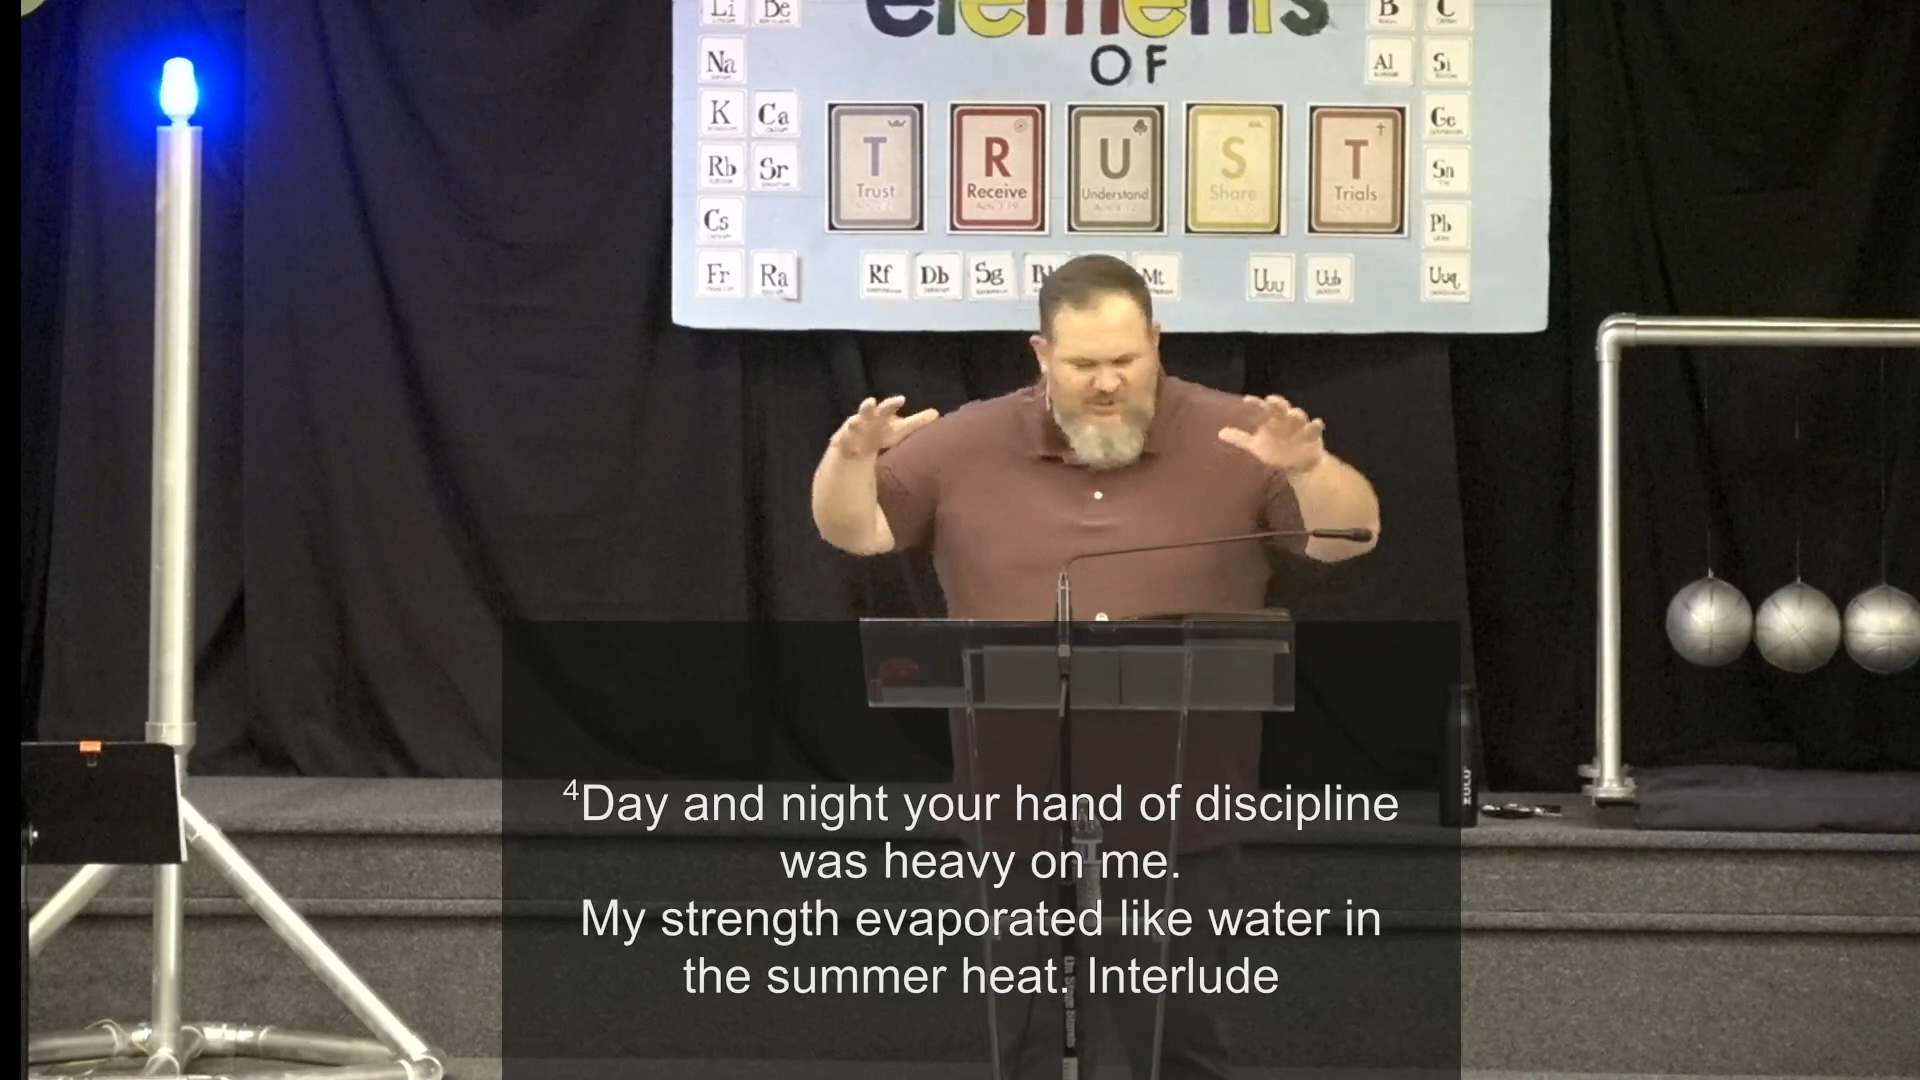 Li Be
elements
B C
OF
Na
Al Si
K Ca
Ge
T R U S T
Rb Sr
Sn
Trust Receive Understand Share Trials
Cs
Pb
Fr Ra Rf Db Sg Mt Uuu Uub Uuq
ZULU
⁴Day and night your hand of discipline
was heavy on me.
My strength evaporated like water in
the summer heat. Interlude